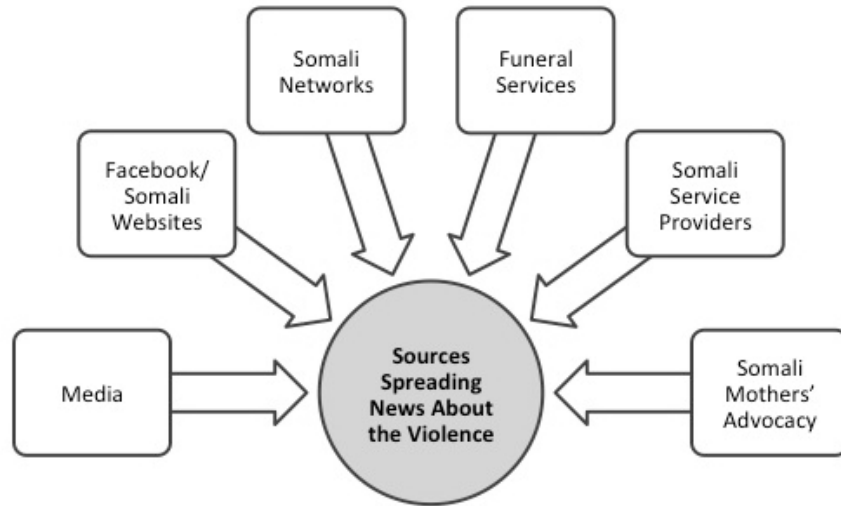 Somali
Networks
Funeral
Services
Facebook/
Somali
Websites
Somali
Service
Providers
Media
Sources
Spreading
News About
the Violence
Somali
Mothers’
Advocacy